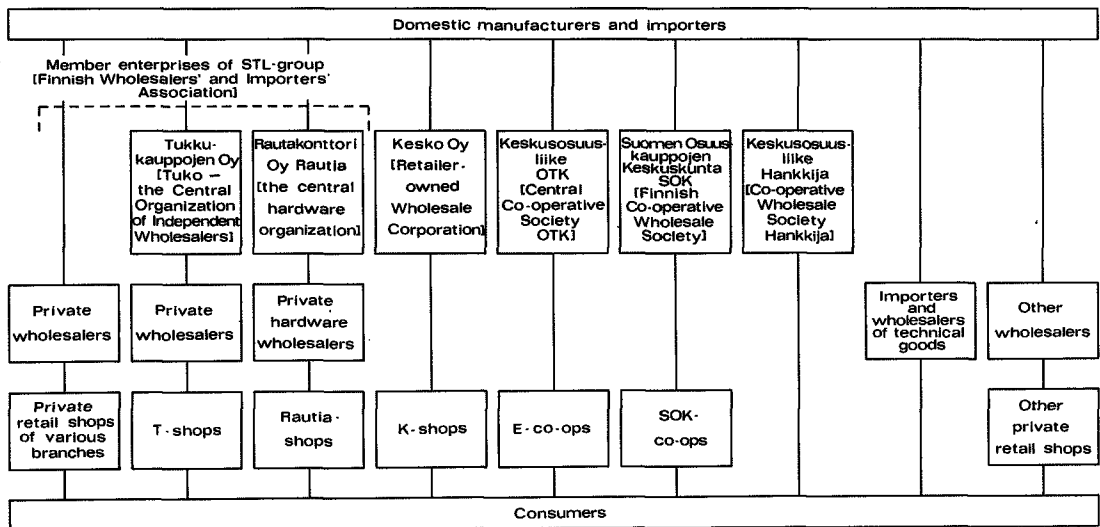 Domestic manufacturers and importers
Member enterprises of STL-group
[Finnish Wholesalers' and Importers'
Association]
Tukku-
kauppojen Oy
[Tuko –
the Central
Organization
of Independent
Wholesalers]
Rautakonttori
Oy Rautia
[the central
hardware
organization]
Kesko Oy
[Retailer-
owned
Wholesale
Corporation]
Keskusosuus-
liike
OTK
[Central
Co-operative
Society
OTK]
Suomen Osuus-
kauppojen
Keskuskunta
SOK
[Finnish
Co-operative
Wholesale
Society]
Keskusosuus-
liike
Hankkija
[Co-operative
Wholesale
Society
Hankkija]
Private
wholesalers
Private
wholesalers
Private
hardware
wholesalers
Importers
and
wholesalers
of technical
goods
Other
wholesalers
Private
retail shops
of various
branches
T-shops
Rautia-
shops
K-shops
E-co-ops
SOK-
co-ops
Other
private
retail shops
Consumers